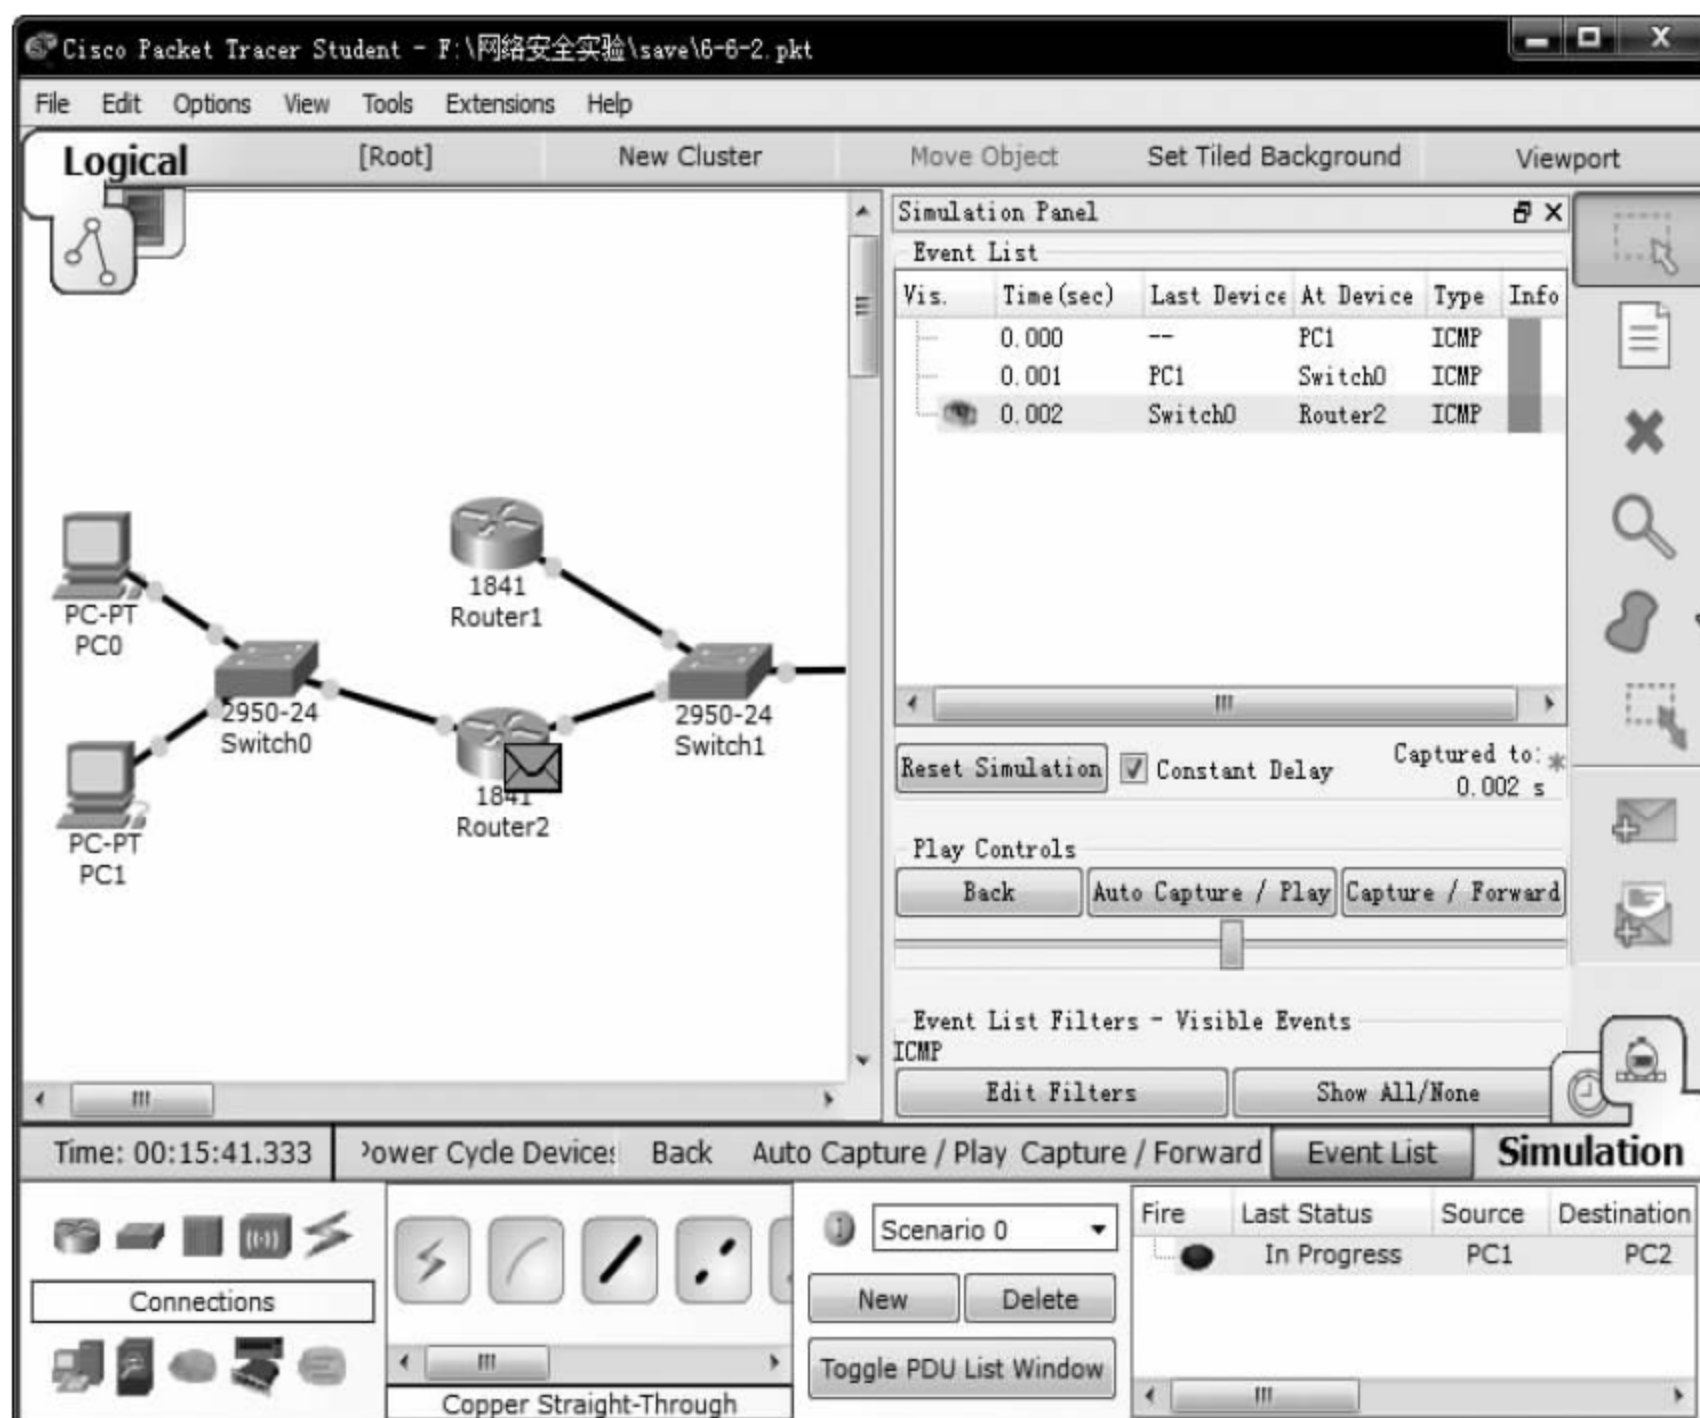 Cisco Packet Tracer Student - F:\网络安全实验\save\6-6-2.pkt
File Edit Options View Tools Extensions Help
Logical [Root] New Cluster Move Object Set Tiled Background Viewport
Simulation Panel
Event List
Vis. Time(sec) Last Device At Device Type Info
0.000 -- PC1 ICMP
0.001 PC1 Switch0 ICMP
0.002 Switch0 Router2 ICMP
PC-PT
PC0
1841
Router1
2950-24
Switch0
2950-24
Switch1
1841
Router2
PC-PT
PC1
Reset Simulation Constant Delay Captured to:
0.002 s
Play Controls
Back Auto Capture / Play Capture / Forward
Event List Filters - Visible Events
ICMP
Edit Filters Show All/None
Time: 00:15:41.333 Power Cycle Devices Back Auto Capture / Play Capture / Forward Event List Simulation
Connections
Copper Straight-Through
Scenario 0
New Delete
Toggle PDU List Window
Fire Last Status Source Destination
In Progress PC1 PC2